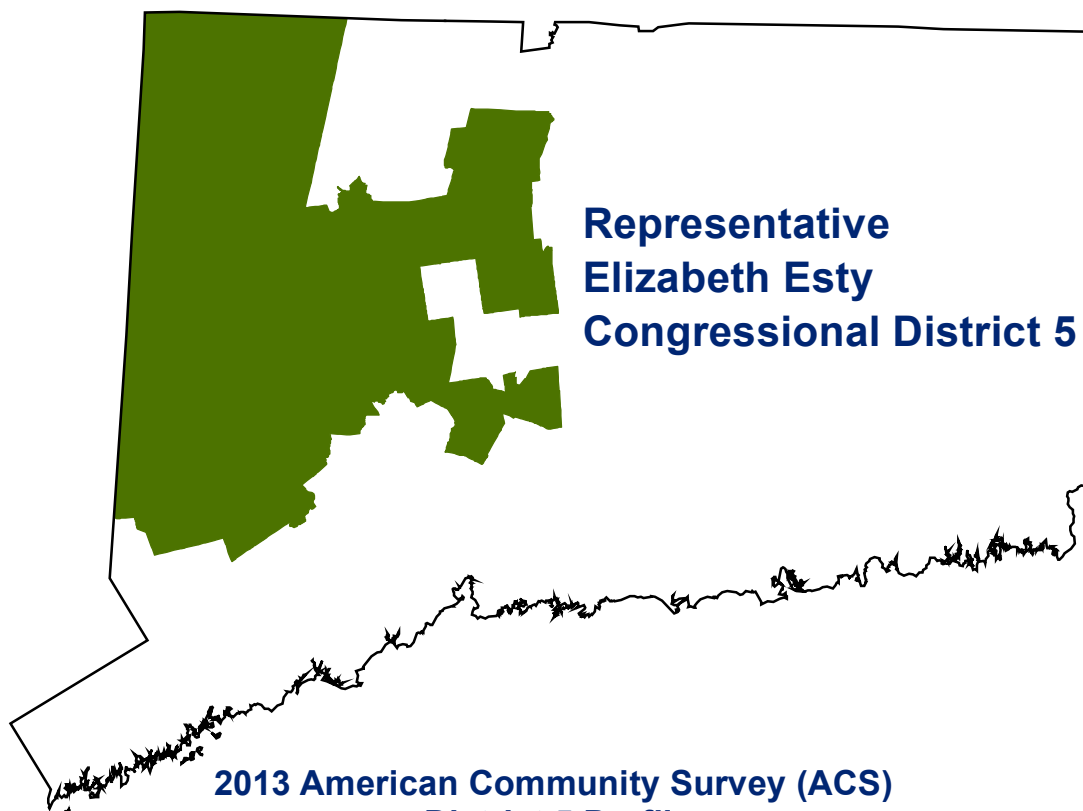 Representative
Elizabeth Esty
Congressional District 5
2013 American Community Survey (ACS)